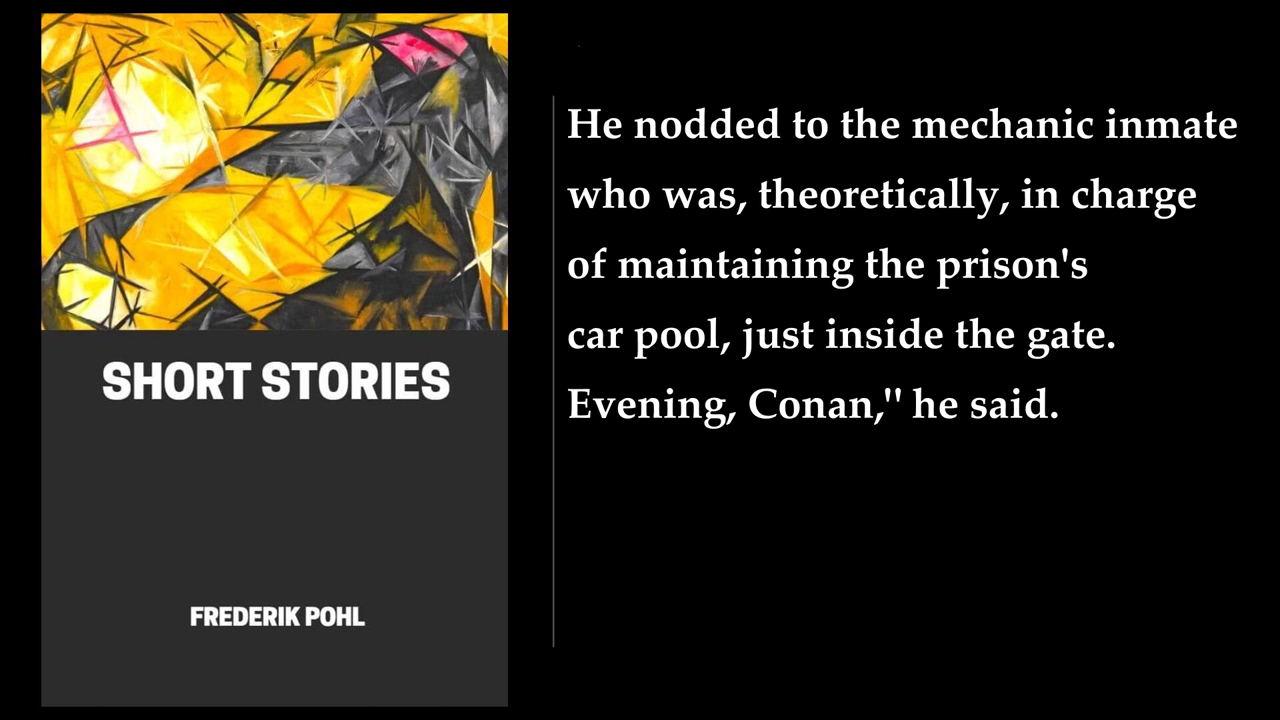 SHORT STORIES
FREDERIK POHL
He nodded to the mechanic inmate
who was, theoretically, in charge
of maintaining the prison's
car pool, just inside the gate.
Evening, Conan," he said.